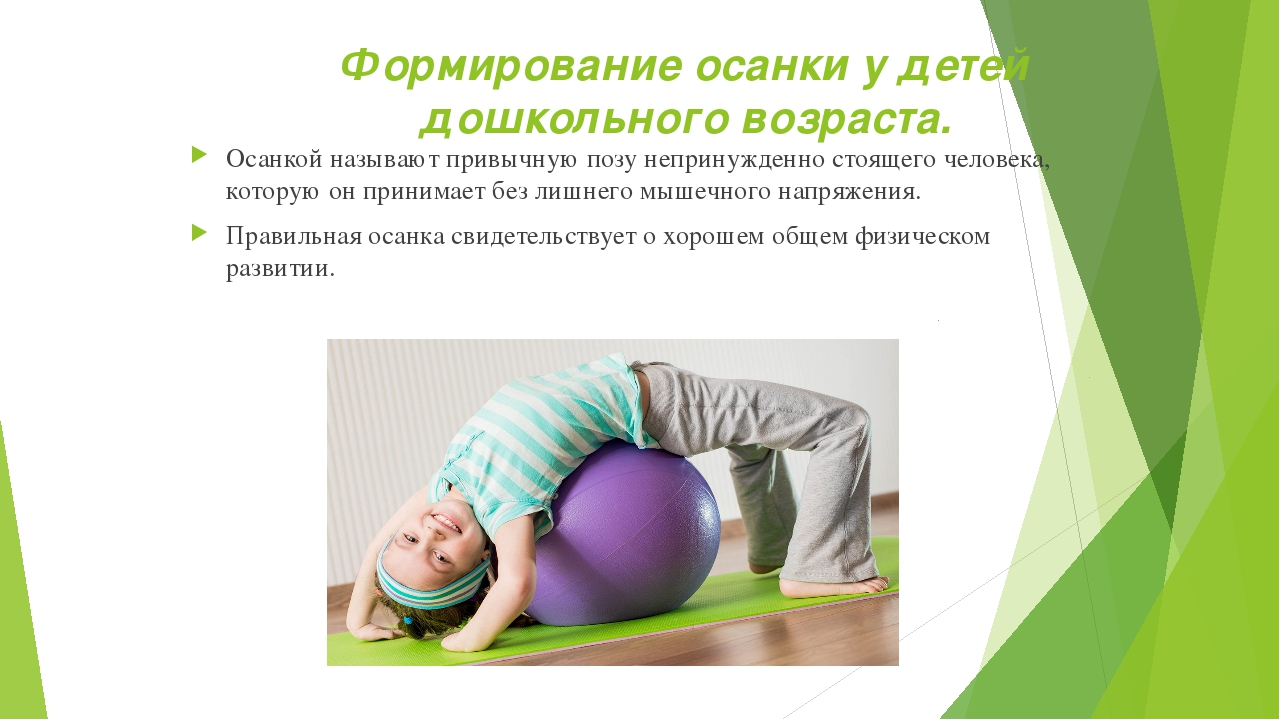 Формирование осанки у детей
дошкольного возраста.
Осанкой называют привычную позу непринужденно стоящего человека,
которую он принимает без лишнего мышечного напряжения.
Правильная осанка свидетельствует о хорошем общем физическом
развитии.